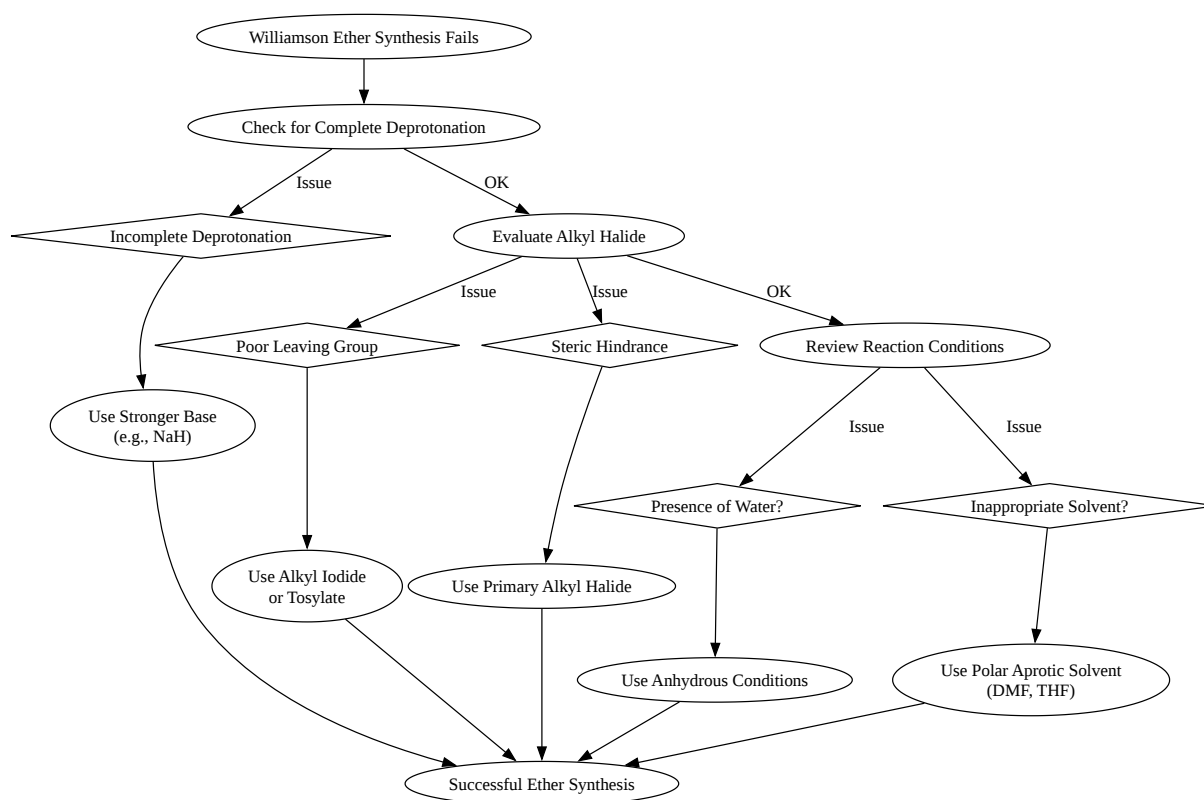 Williamson Ether Synthesis Fails
Check for Complete Deprotonation
Issue
OK
Incomplete Deprotonation
Evaluate Alkyl Halide
Issue
Issue
OK
Poor Leaving Group
Steric Hindrance
Review Reaction Conditions
Use Stronger Base
(e.g., NaH)
Issue
Issue
Presence of Water?
Inappropriate Solvent?
Use Alkyl Iodide
or Tosylate
Use Primary Alkyl Halide
Use Anhydrous Conditions
Use Polar Aprotic Solvent
(DMF, THF)
Successful Ether Synthesis